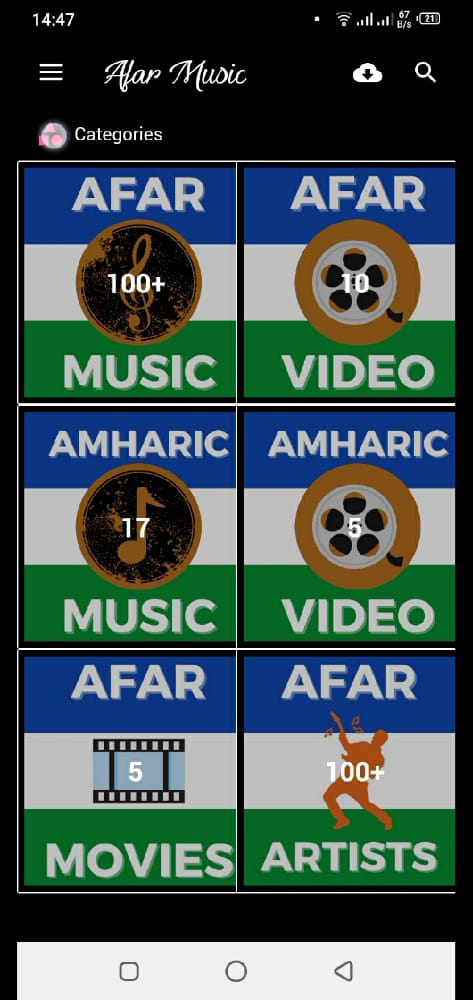 14:47
67
B/s
21
Afar Music
Categories
AFAR
100+
MUSIC
AFAR
10
VIDEO
AMHARIC
17
MUSIC
AMHARIC
5
VIDEO
AFAR
5
MOVIES
AFAR
100+
ARTISTS